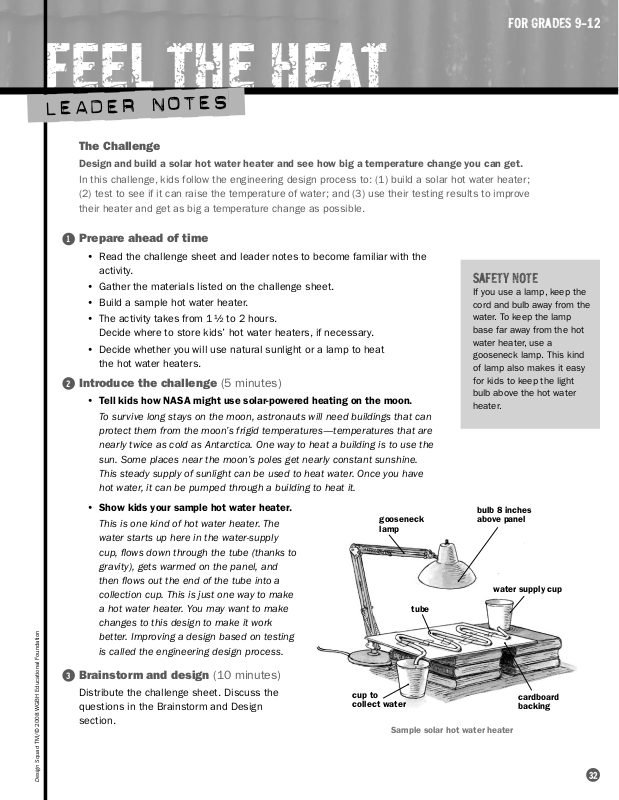 FOR GRADES 9–12
FEEL THE HEAT
LEADER NOTES
The Challenge
Design and build a solar hot water heater and see how big a temperature change you can get.
In this challenge, kids follow the engineering design process to: (1) build a solar hot water heater;
(2) test to see if it can raise the temperature of water; and (3) use their testing results to improve
their heater and get as big a temperature change as possible.
1 Prepare ahead of time
• Read the challenge sheet and leader notes to become familiar with the
activity.
• Gather the materials listed on the challenge sheet.
• Build a sample hot water heater.
• The activity takes from 1 ½ to 2 hours.
Decide where to store kids' hot water heaters, if necessary.
• Decide whether you will use natural sunlight or a lamp to heat
the hot water heaters.
SAFETY NOTE
If you use a lamp, keep the
cord and bulb away from the
water. To keep the lamp
base far away from the hot
water heater, use a
gooseneck lamp. This kind
of lamp also makes it easy
for kids to keep the light
bulb above the hot water
heater.
2 Introduce the challenge (5 minutes)
• Tell kids how NASA might use solar-powered heating on the moon.
To survive long stays on the moon, astronauts will need buildings that can
protect them from the moon's frigid temperatures—temperatures that are
nearly twice as cold as Antarctica. One way to heat a building is to use the
sun. Some places near the moon's poles get nearly constant sunshine.
This steady supply of sunlight can be used to heat water. Once you have
hot water, it can be pumped through a building to heat it.
• Show kids your sample hot water heater.
This is one kind of hot water heater. The
water starts up here in the water-supply
cup, flows down through the tube (thanks to
gravity), gets warmed on the panel, and
then flows out the end of the tube into a
collection cup. This is just one way to make
a hot water heater. You may want to make
changes to this design to make it work
better. Improving a design based on testing
is called the engineering design process.
gooseneck
lamp
bulb 8 inches
above panel
water supply cup
tube
cup to
collect water
cardboard
backing
Sample solar hot water heater
3 Brainstorm and design (10 minutes)
Distribute the challenge sheet. Discuss the
questions in the Brainstorm and Design
section.
Design Squad TM/© 2008 WGBH Educational Foundation
32